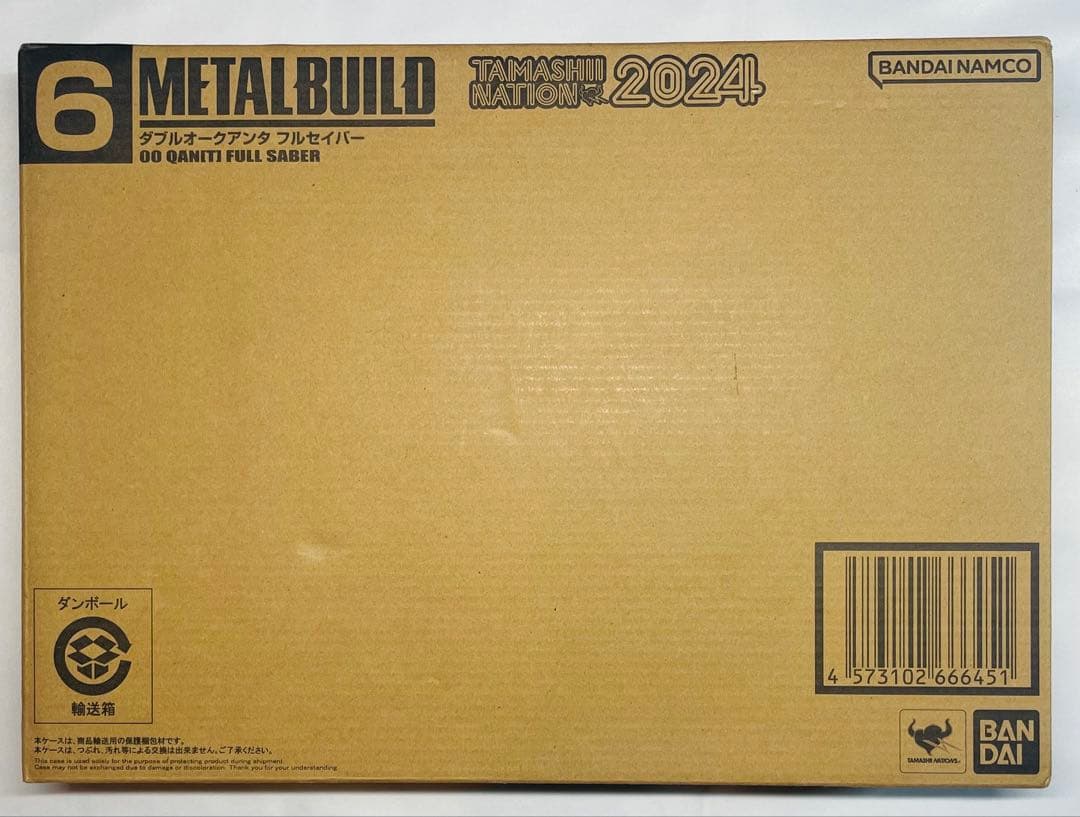 6
METAL BUILD
ダブルオークアンタ フルセイバー
00 QAN[T] FULL SABER
TAMASHII
NATION 2024
BANDAI NAMCO
ダンボール
輸送箱
本ケースは、商品輸送用の保護梱包材です。
本ケースは、つぶれ、汚れ等による交換は出来ません。ご了承ください。
This case is used solely for the purpose of protecting product during shipment.
Case may not be exchanged due to damage or discoloration. Thank you for your understanding.
4 573102 666451
TAMASHII NATIONS
BAN
DAI